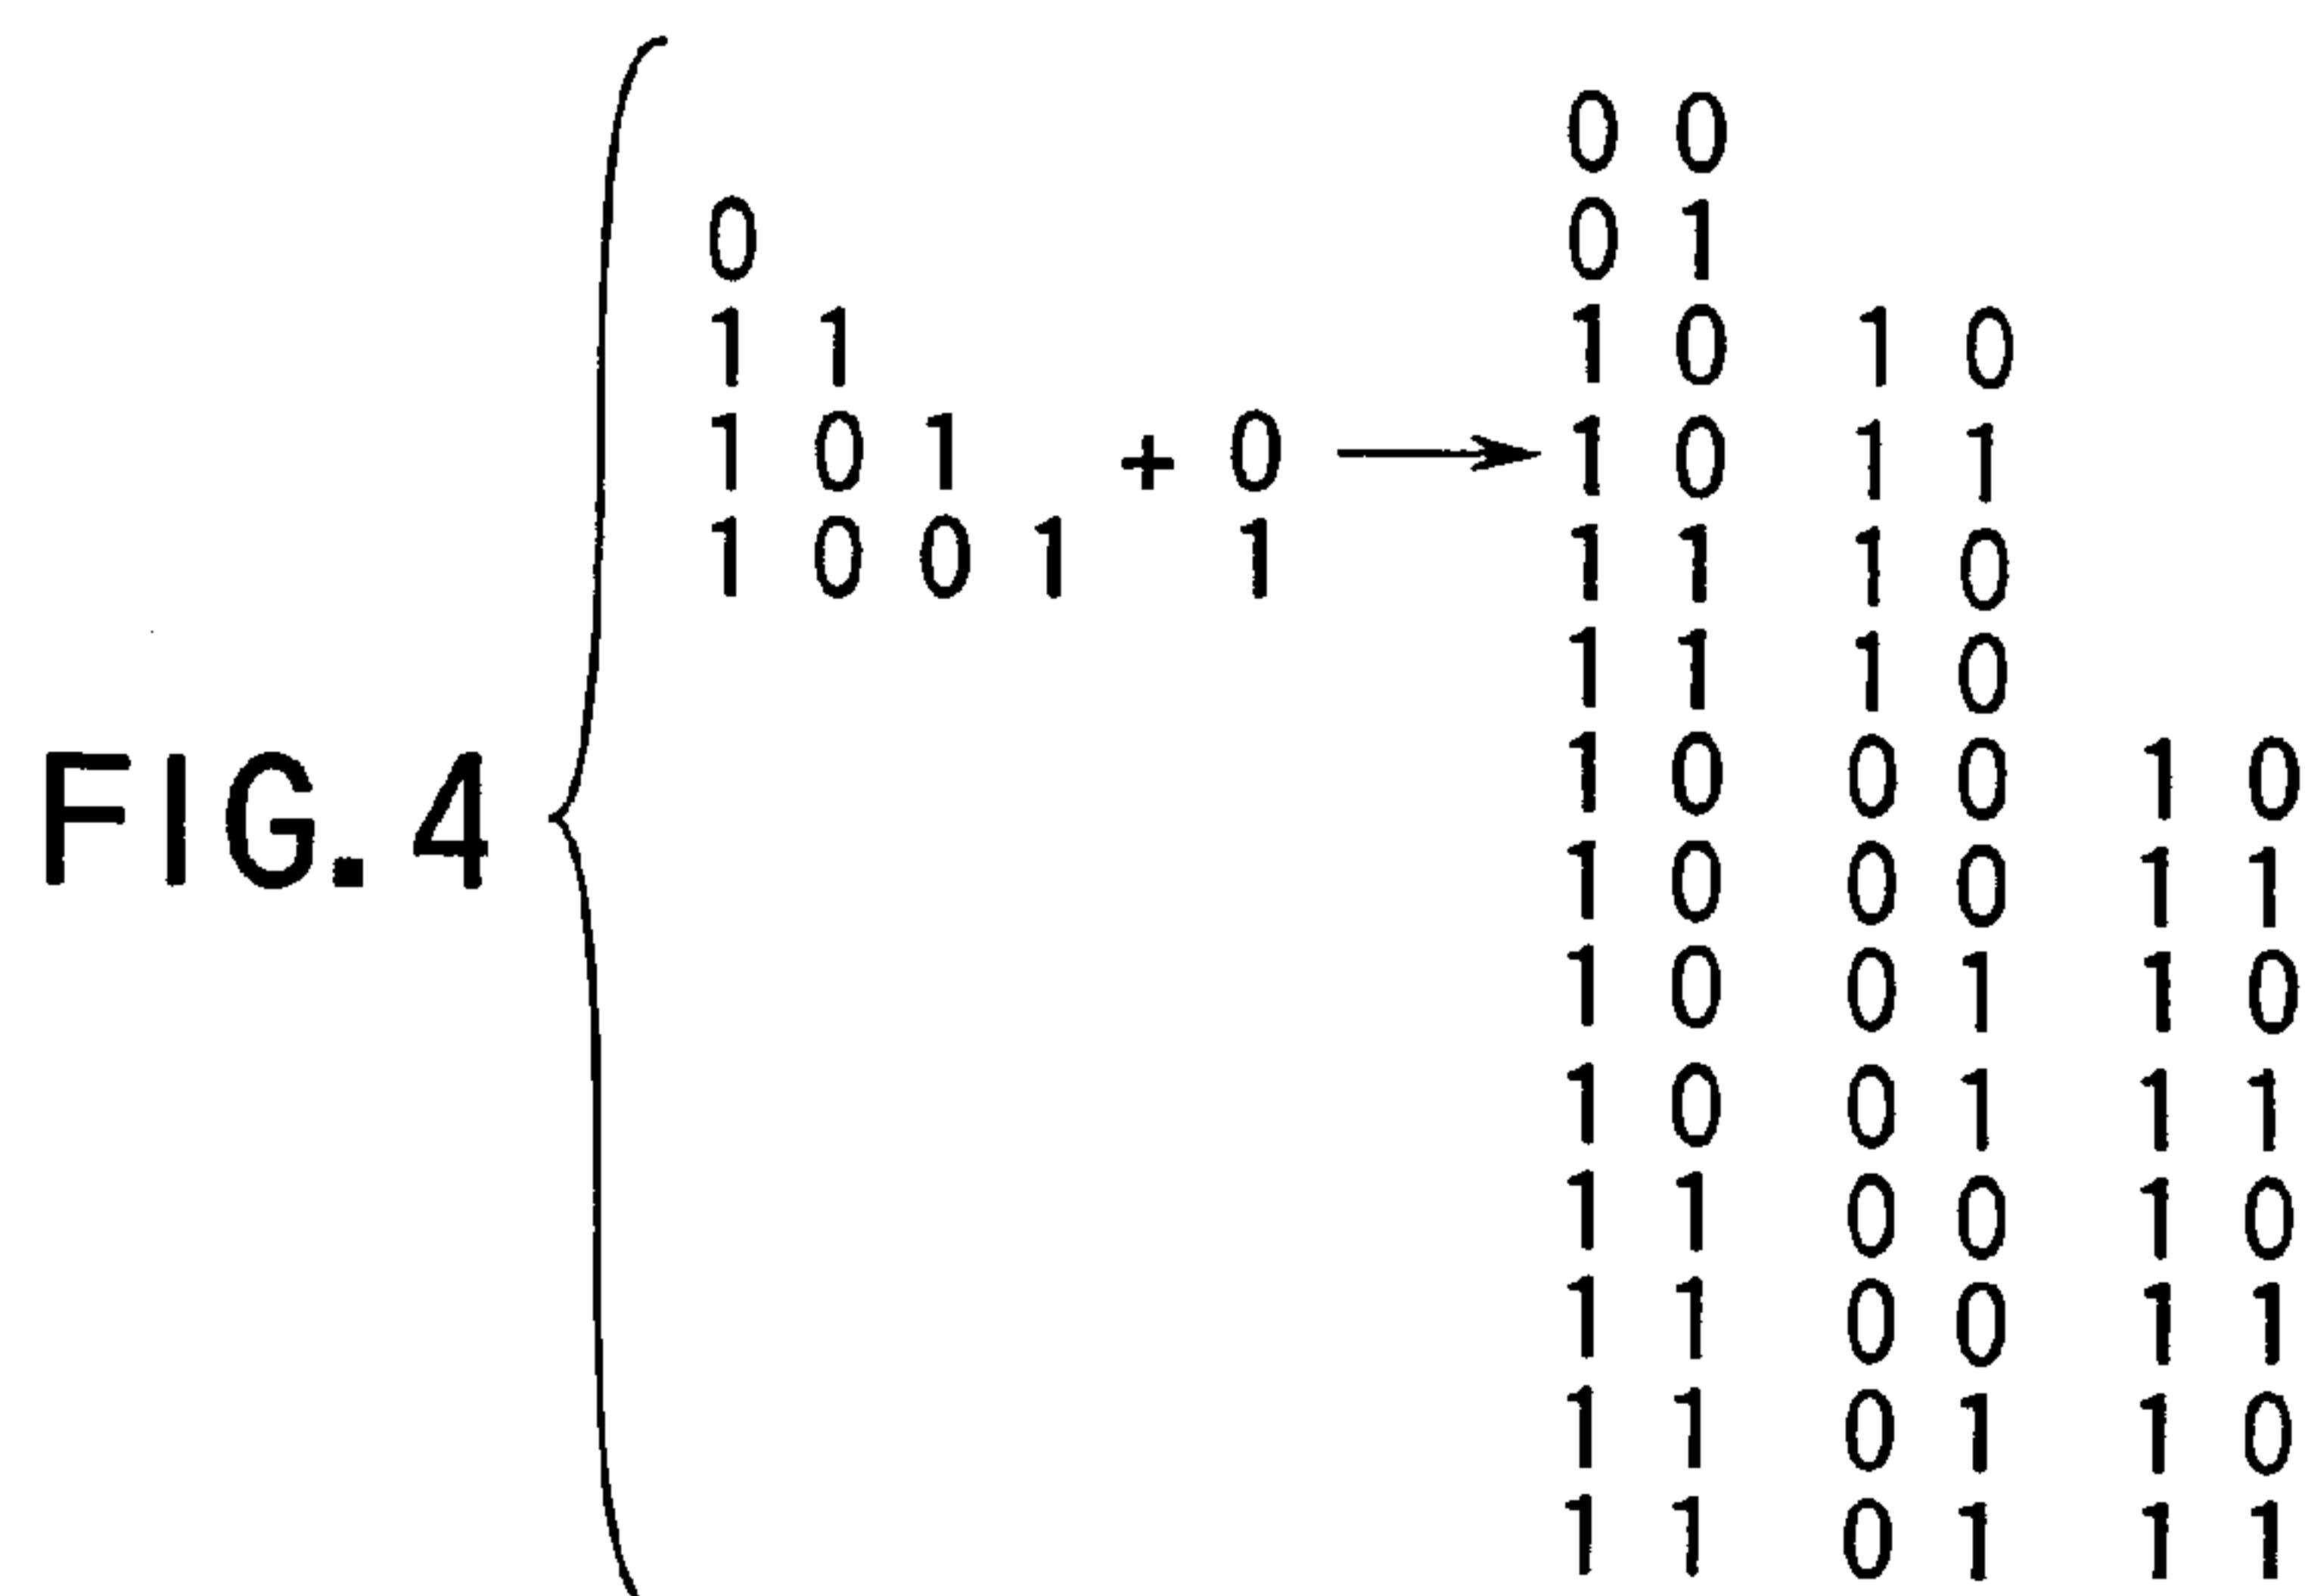 0 0
0 0 1
1 1 1 0 1 0
1 0 1 + 0 → 1 0 1 1
1 0 0 1 1 1 1 1 0
1 1 1 0
FIG. 4 1 0 0 0 1 0
1 0 0 0 1 1
1 0 0 1 1 0
1 0 0 1 1 1
1 1 0 0 1 0
1 1 0 0 1 1
1 1 0 1 1 0
1 1 0 1 1 1